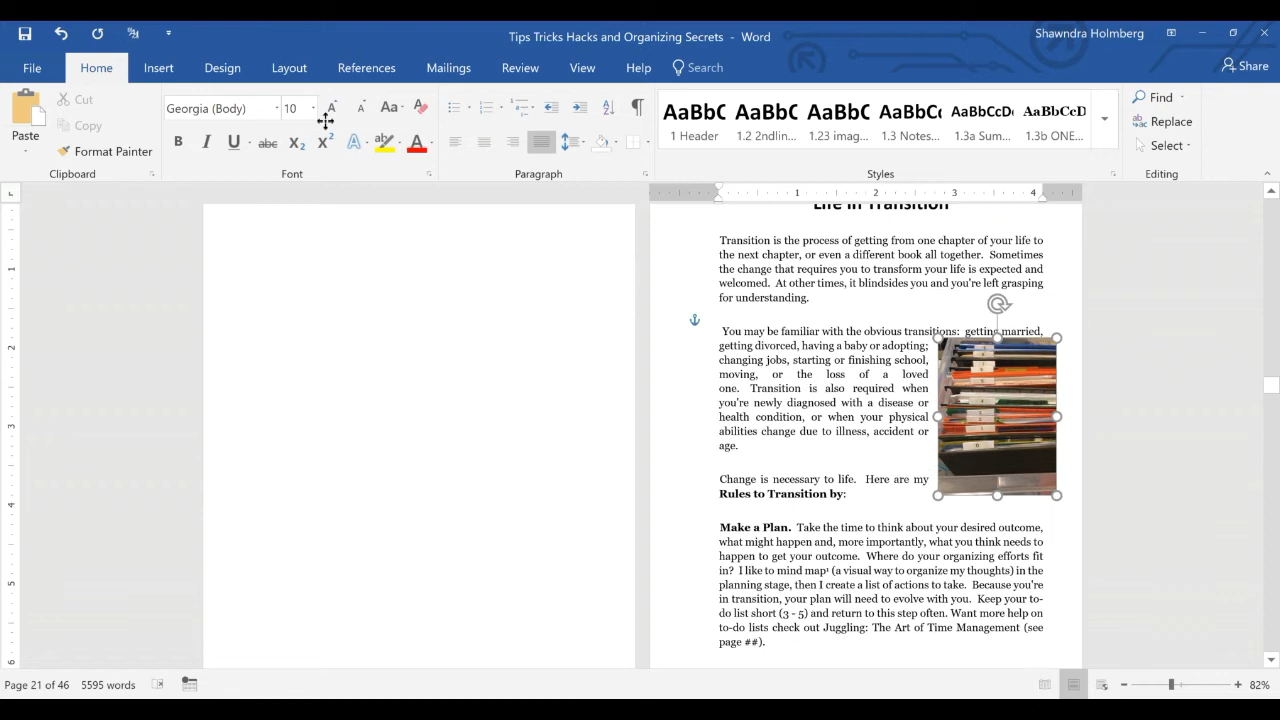 Tips Tricks Hacks and Organizing Secrets - Word
Shawndra Holmberg
File Home Insert Design Layout References Mailings Review View Help Search Share
Paste
Cut
Copy
Format Painter
Clipboard
Georgia (Body) 10
Font
Paragraph
AaBbC AaBbC AaBbC AaBbCc AaBbCcDc AaBbCcD
1 Header 1.2 2ndlin... 1.23 imag... 1.3 Notes... 1.3a Sum... 1.3b ONE...
Styles
Find
Replace
Select
Editing
1 2 3 4
Life in Transition
Transition is the process of getting from one chapter of your life to
the next chapter, or even a different book all together. Sometimes
the change that requires you to transform your life is expected and
welcomed. At other times, it blindsides you and you're left grasping
for understanding.
You may be familiar with the obvious transitions: getting married,
getting divorced, having a baby or adopting;
changing jobs, starting or finishing school,
moving, or the loss of a loved
one. Transition is also required when
you're newly diagnosed with a disease or
health condition, or when your physical
abilities change due to illness, accident or
age.
Change is necessary to life. Here are my
Rules to Transition by:
Make a Plan. Take the time to think about your desired outcome,
what might happen and, more importantly, what you think needs to
happen to get your outcome. Where do your organizing efforts fit
in? I like to mind map¹ (a visual way to organize my thoughts) in the
planning stage, then I create a list of actions to take. Because you're
in transition, your plan will need to evolve with you. Keep your to-
do list short (3 - 5) and return to this step often. Want more help on
to-do lists check out Juggling: The Art of Time Management (see
page ##).
1
2
3
4
5
6
Page 21 of 46 5595 words
82%